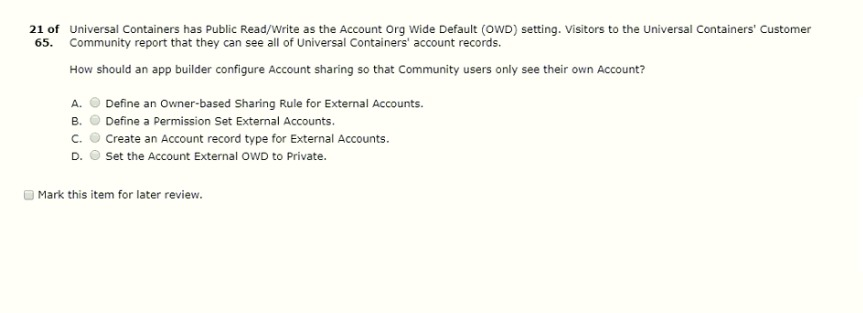 21 of Universal Containers has Public Read/Write as the Account Org Wide Default (OWD) setting. Visitors to the Universal Containers' Customer
65. Community report that they can see all of Universal Containers' account records.
How should an app builder configure Account sharing so that Community users only see their own Account?
A. Define an Owner-based Sharing Rule for External Accounts.
B. Define a Permission Set External Accounts.
C. Create an Account record type for External Accounts.
D. Set the Account External OWD to Private.
Mark this item for later review.